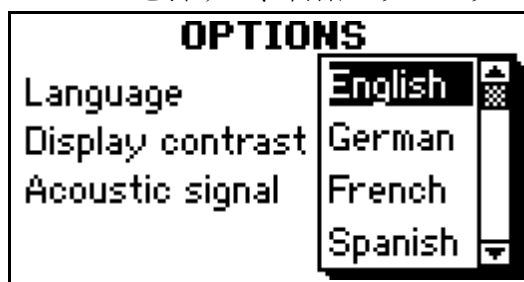 OPTIONS
Language English
Display contrast German
Acoustic signal French
Spanish